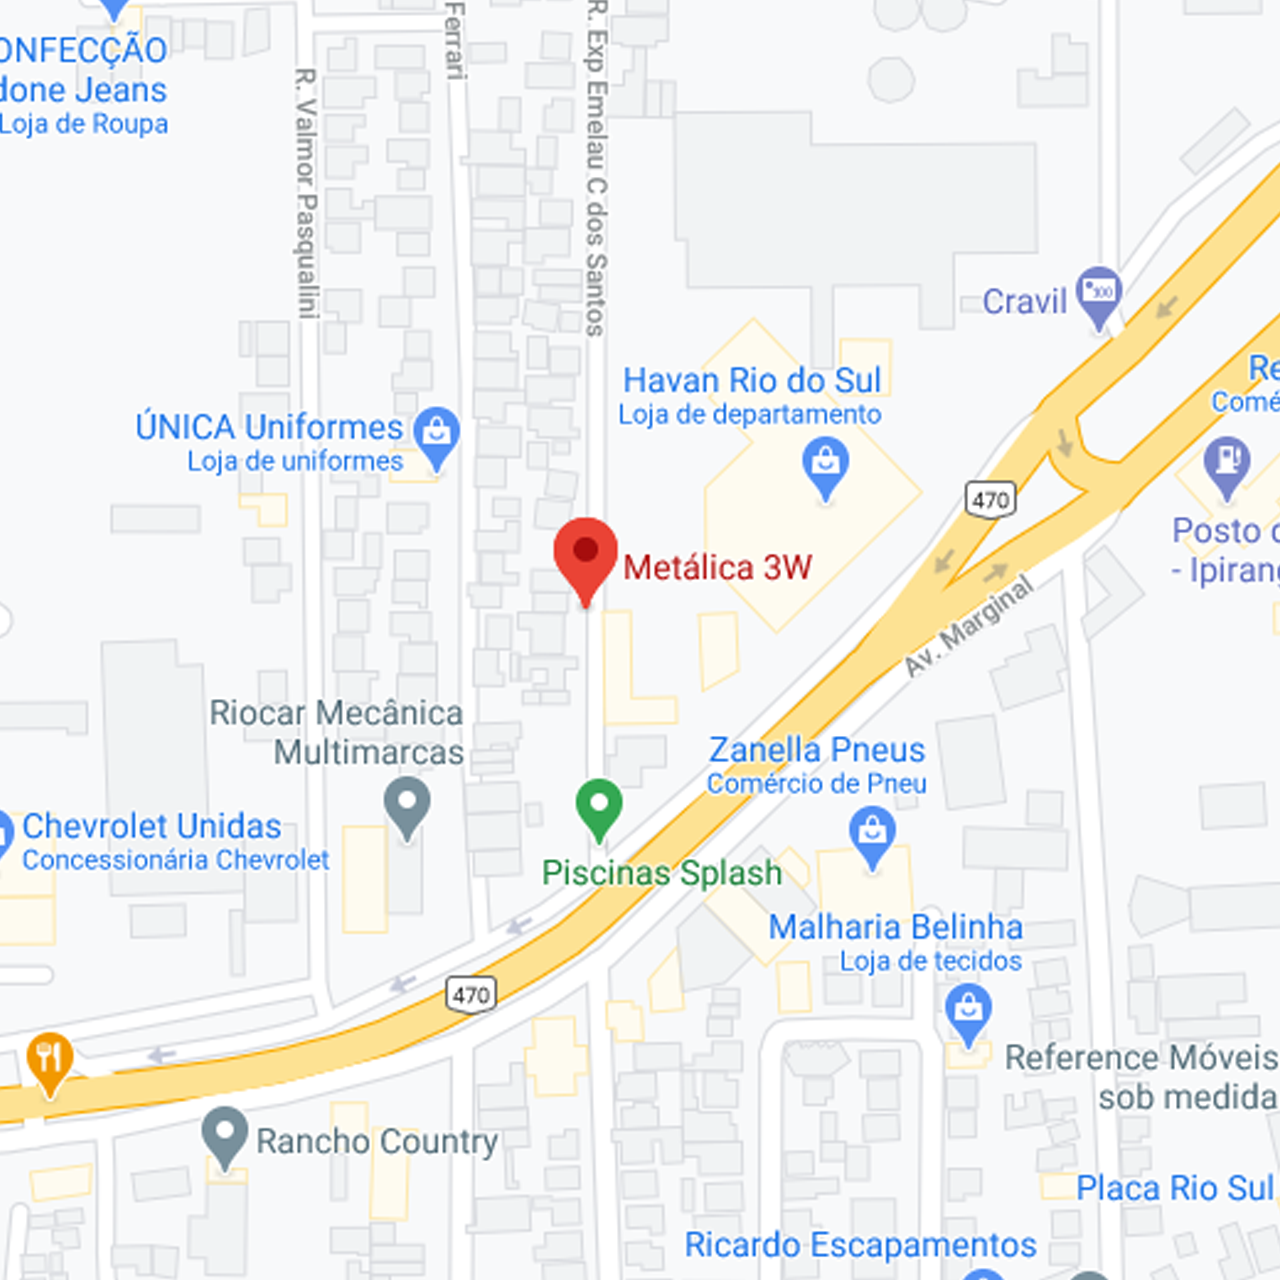 ONFECÇÃO
done Jeans
Loja de Roupa
R. Valmor Pasqualini
Ferrari
R. Exp Emelau C dos Santos
Cravil
Havan Rio do Sul
Loja de departamento
ÚNICA Uniformes
Loja de uniformes
Re
Comé
470
Posto d
- Ipirang
Metálica 3W
Av. Marginal
Riocar Mecânica
Multimarcas
Zanella Pneus
Comércio de Pneu
Chevrolet Unidas
Concessionária Chevrolet
Piscinas Splash
Malharia Belinha
Loja de tecidos
470
Reference Móveis
sob medida
Rancho Country
Placa Rio Sul
Ricardo Escapamentos